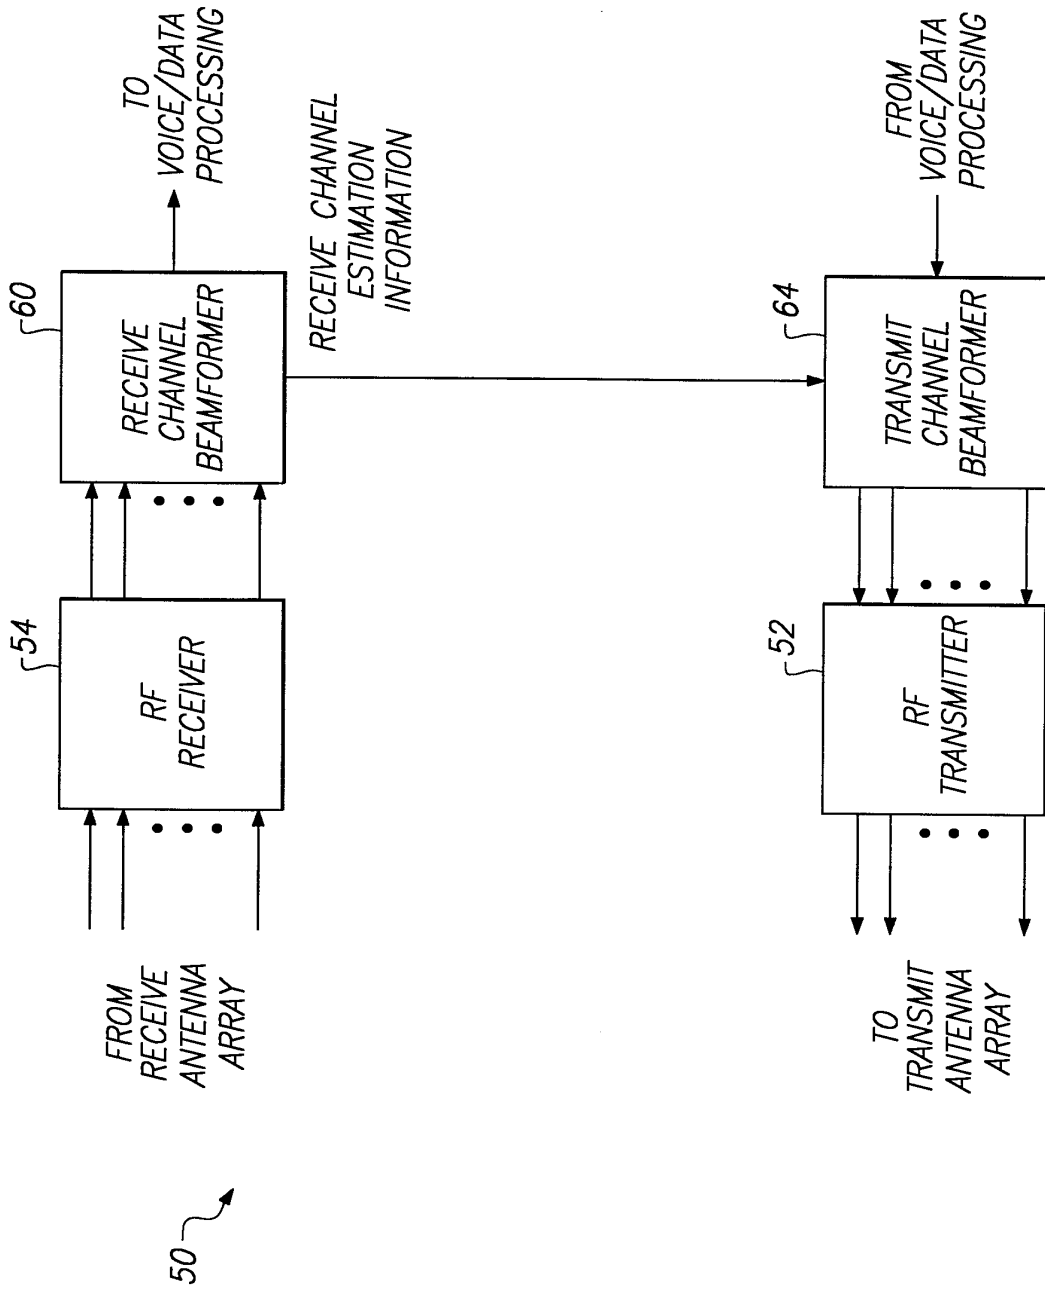 50
FROM
RECEIVE
ANTENNA
ARRAY
54
RF
RECEIVER
60
RECEIVE
CHANNEL
BEAMFORMER
TO
VOICE/DATA
PROCESSING
RECEIVE CHANNEL
ESTIMATION
INFORMATION
TO
TRANSMIT
ANTENNA
ARRAY
52
RF
TRANSMITTER
64
TRANSMIT
CHANNEL
BEAMFORMER
FROM
VOICE/DATA
PROCESSING